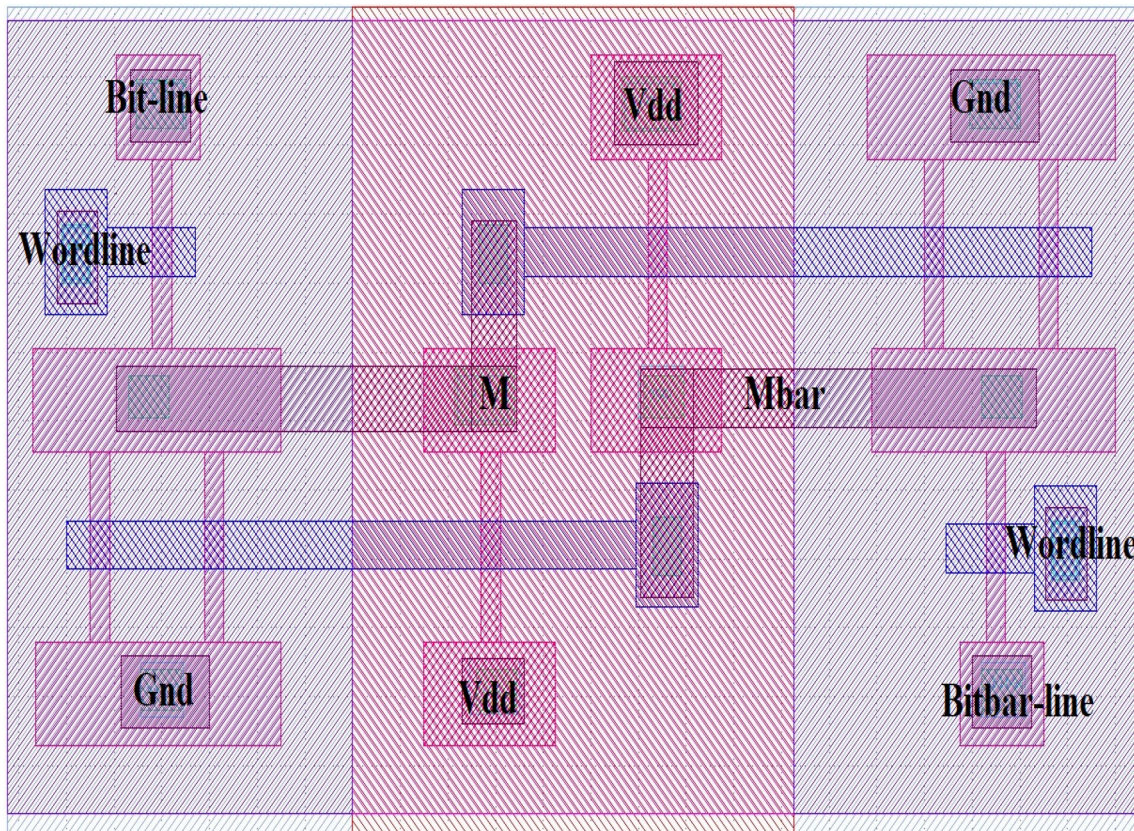 Bit-line
Vdd
Gnd
Wordline
M
Mbar
Wordline
Gnd
Vdd
Bitbar-line